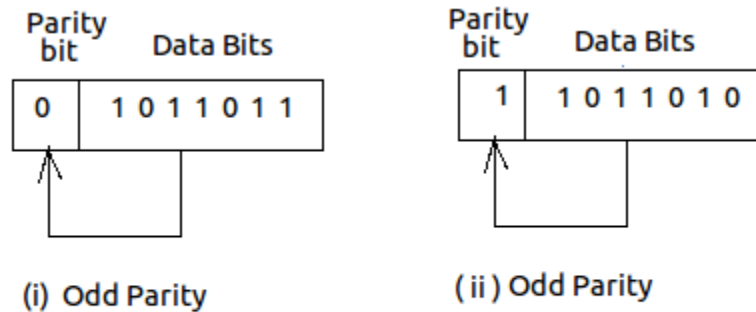 Parity
bit
Data Bits
0 1 0 1 1 0 1 1
(i) Odd Parity
Parity
bit
Data Bits
1 1 0 1 1 0 1 0
(ii) Odd Parity